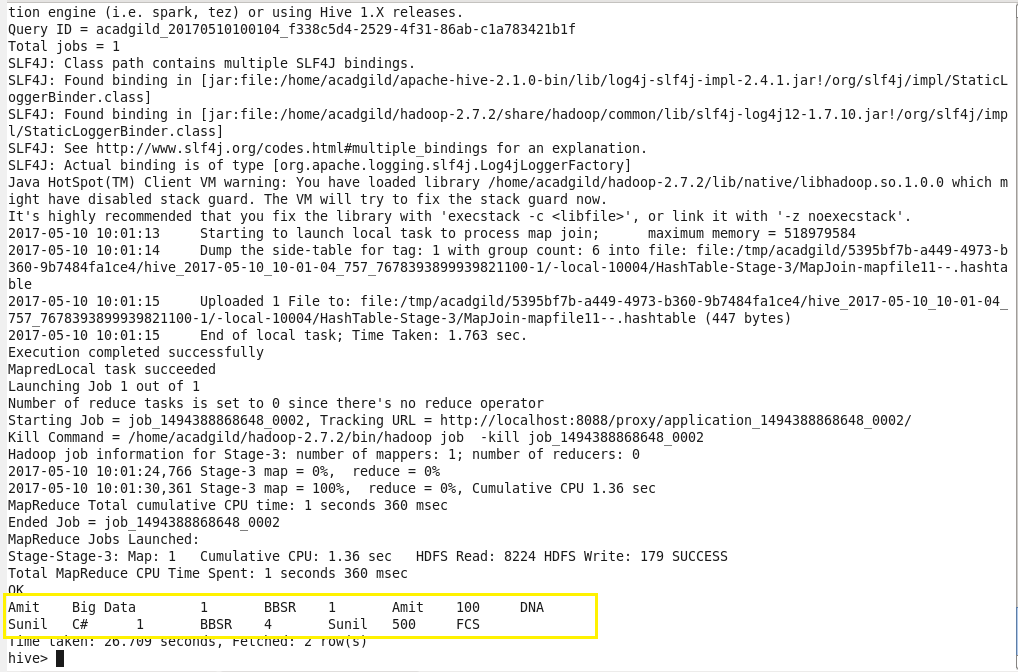 tion engine (i.e. spark, tez) or using Hive 1.X releases.
Query ID = acadgild_20170510100104_f338c5d4-2529-4f31-86ab-c1a783421b1f
Total jobs = 1
SLF4J: Class path contains multiple SLF4J bindings.
SLF4J: Found binding in [jar:file:/home/acadgild/apache-hive-2.1.0-bin/lib/log4j-slf4j-impl-2.4.1.jar!/org/slf4j/impl/StaticL
oggerBinder.class]
SLF4J: Found binding in [jar:file:/home/acadgild/hadoop-2.7.2/share/hadoop/common/lib/slf4j-log4j12-1.7.10.jar!/org/slf4j/imp
l/StaticLoggerBinder.class]
SLF4J: See http://www.slf4j.org/codes.html#multiple_bindings for an explanation.
SLF4J: Actual binding is of type [org.apache.logging.slf4j.Log4jLoggerFactory]
Java HotSpot(TM) Client VM warning: You have loaded library /home/acadgild/hadoop-2.7.2/lib/native/libhadoop.so.1.0.0 which m
ight have disabled stack guard. The VM will try to fix the stack guard now.
It's highly recommended that you fix the library with 'execstack -c <libfile>', or link it with '-z noexecstack'.
2017-05-10 10:01:13     Starting to launch local task to process map join;      maximum memory = 518979584
2017-05-10 10:01:14     Dump the side-table for tag: 1 with group count: 6 into file: file:/tmp/acadgild/5395bf7b-a449-4973-b
360-9b7484fa1ce4/hive_2017-05-10_10-01-04_757_7678393899939821100-1/-local-10004/HashTable-Stage-3/MapJoin-mapfile11--.hashta
ble
2017-05-10 10:01:15     Uploaded 1 File to: file:/tmp/acadgild/5395bf7b-a449-4973-b360-9b7484fa1ce4/hive_2017-05-10_10-01-04_
757_7678393899939821100-1/-local-10004/HashTable-Stage-3/MapJoin-mapfile11--.hashtable (447 bytes)
2017-05-10 10:01:15     End of local task; Time Taken: 1.763 sec.
Execution completed successfully
MapredLocal task succeeded
Launching Job 1 out of 1
Number of reduce tasks is set to 0 since there's no reduce operator
Starting Job = job_1494388868648_0002, Tracking URL = http://localhost:8088/proxy/application_1494388868648_0002/
Kill Command = /home/acadgild/hadoop-2.7.2/bin/hadoop job  -kill job_1494388868648_0002
Hadoop job information for Stage-3: number of mappers: 1; number of reducers: 0
2017-05-10 10:01:24,766 Stage-3 map = 0%,  reduce = 0%
2017-05-10 10:01:30,361 Stage-3 map = 100%,  reduce = 0%, Cumulative CPU 1.36 sec
MapReduce Total cumulative CPU time: 1 seconds 360 msec
Ended Job = job_1494388868648_0002
MapReduce Jobs Launched:
Stage-Stage-3: Map: 1   Cumulative CPU: 1.36 sec   HDFS Read: 8224 HDFS Write: 179 SUCCESS
Total MapReduce CPU Time Spent: 1 seconds 360 msec
OK
Amit    Big Data        1       BBSR    1       Amit    100     DNA
Sunil   C#      1       BBSR    4       Sunil   500     FCS
Time taken: 26.709 seconds, Fetched: 2 row(s)
hive>